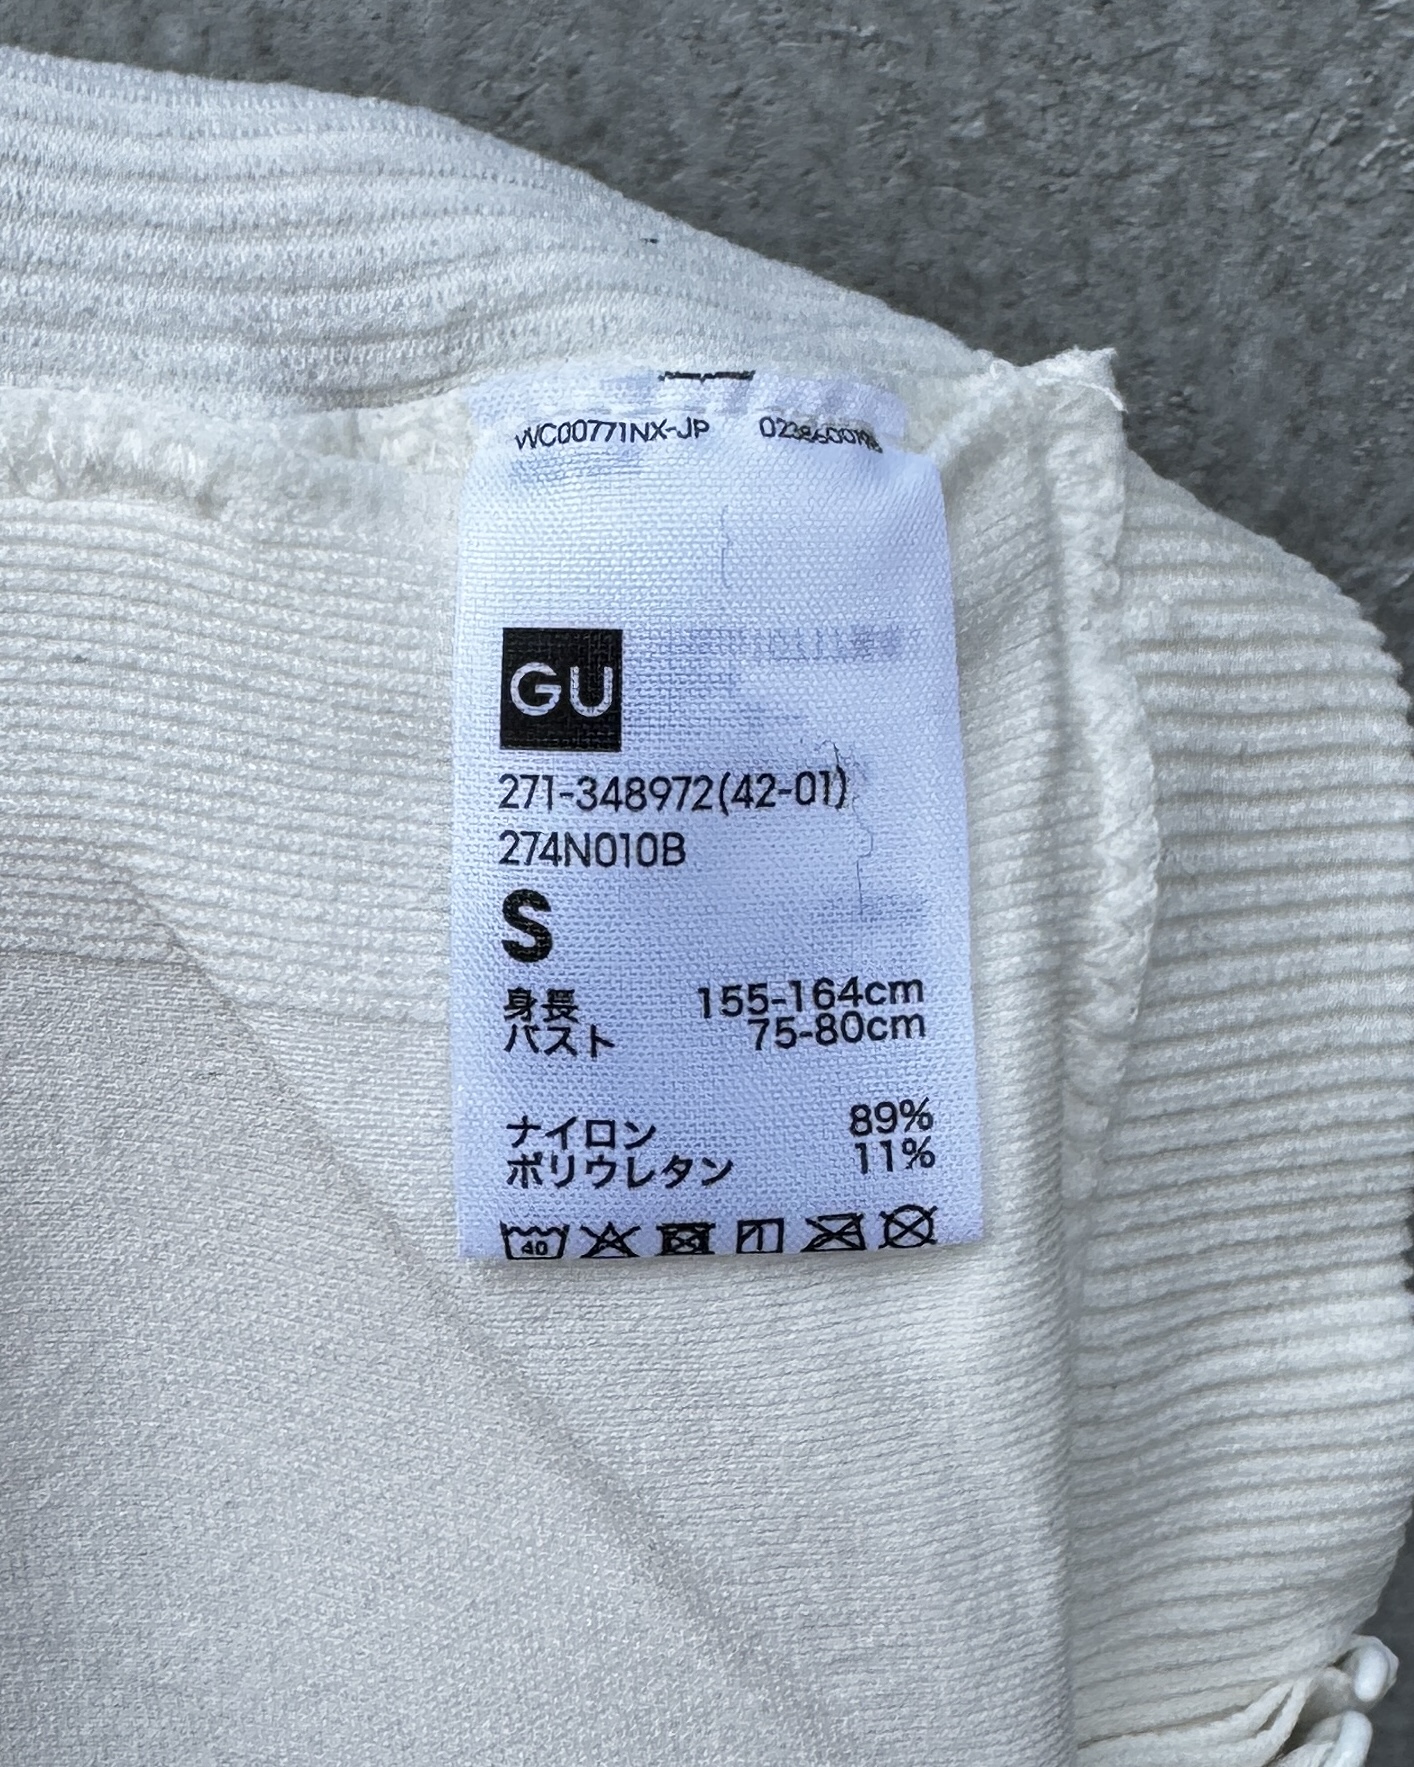 WC00771NX-JP
GU
271-348972(42-01)
274N010B
S
身長 155-164cm
バスト 75-80cm
ナイロン 89%
ポリウレタン 11%
40